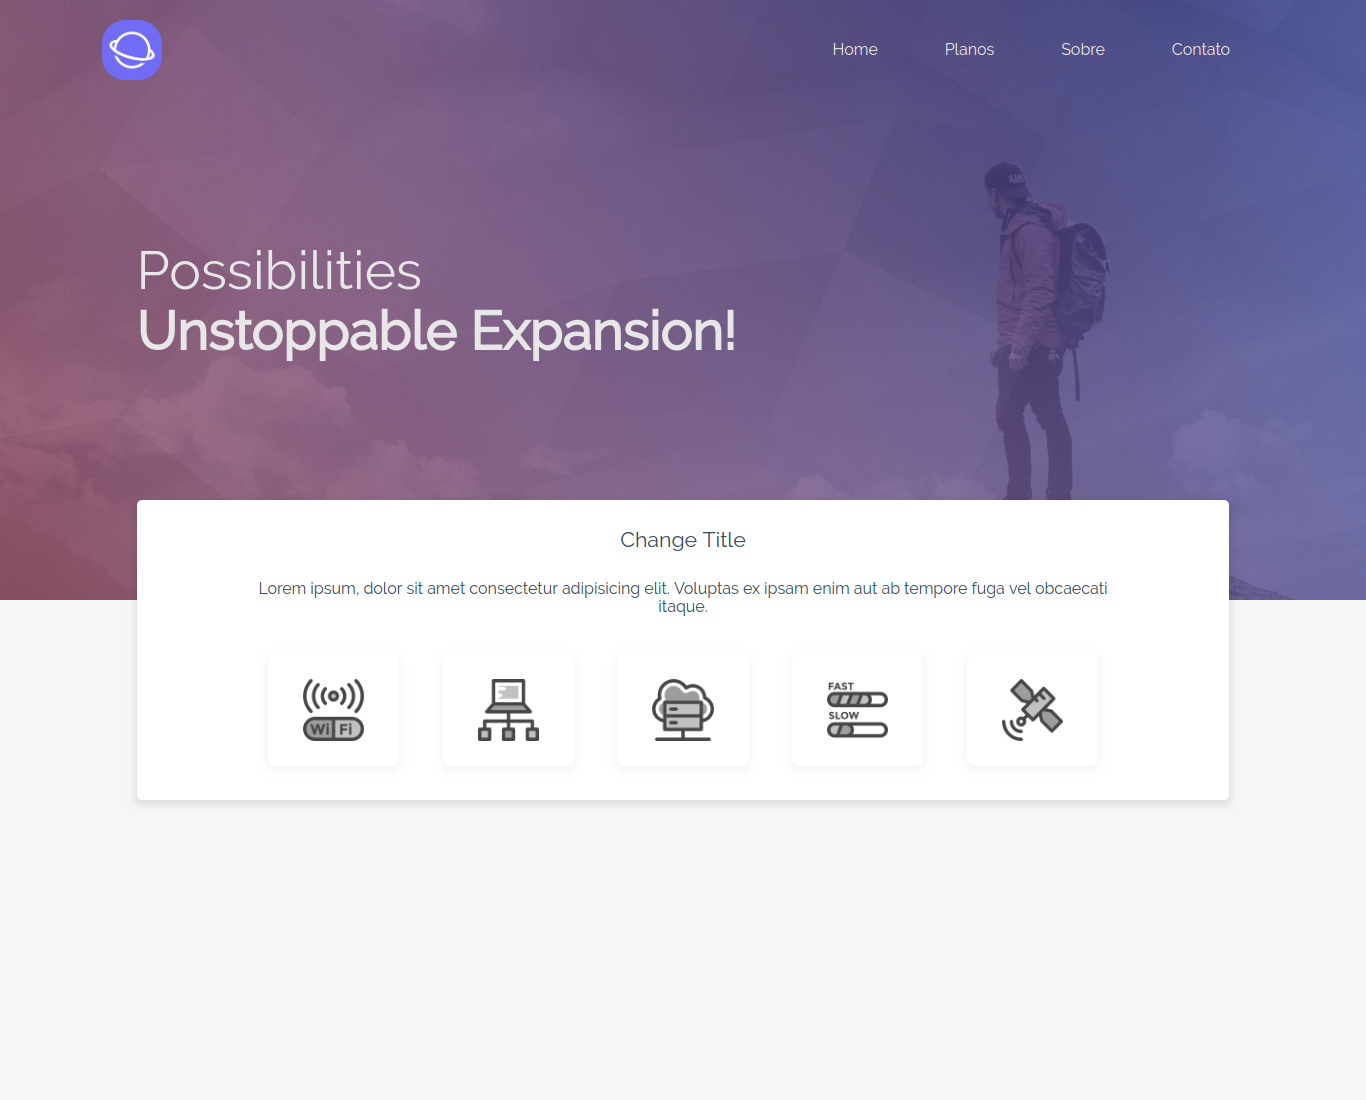 Home Planos Sobre Contato
Possibilities
Unstoppable Expansion!
Change Title
Lorem ipsum, dolor sit amet consectetur adipisicing elit. Voluptas ex ipsam enim aut ab tempore fuga vel obcaecati
itaque.
Wi Fi
FAST
SLOW